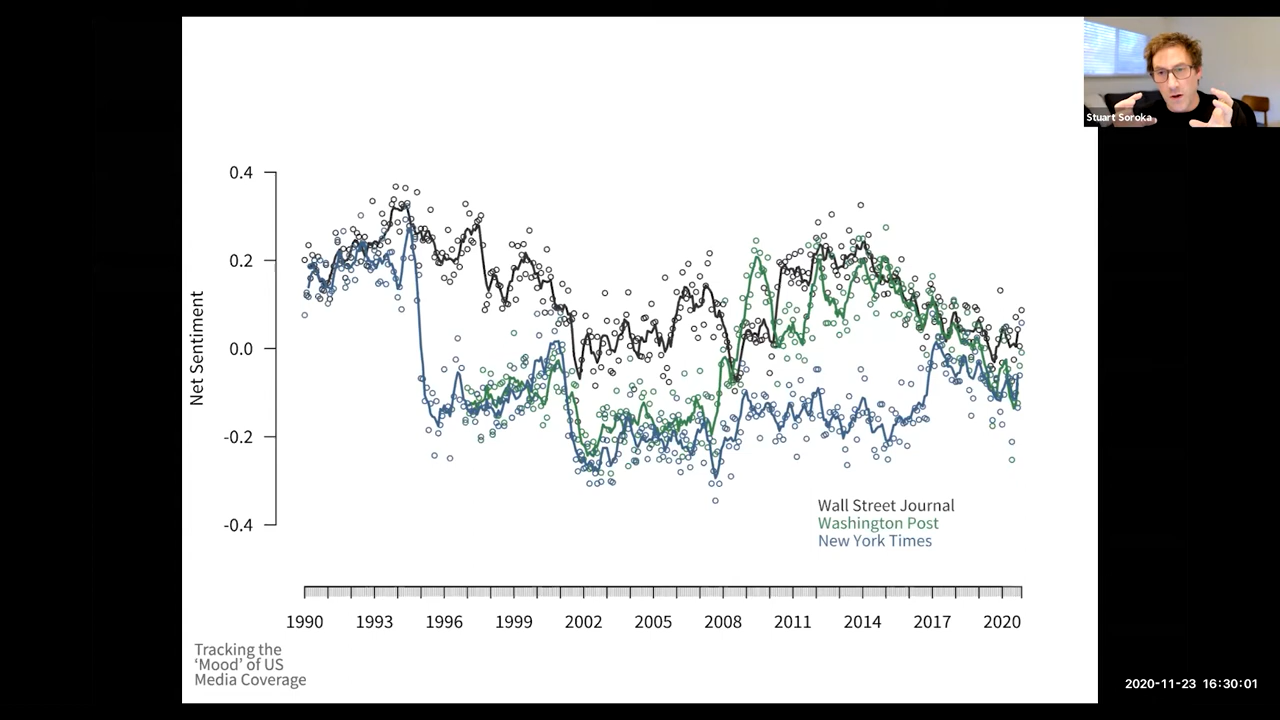 Stuart Soroka
0.4
0.2
0.0
-0.2
-0.4
Net Sentiment
Wall Street Journal
Washington Post
New York Times
1990 1993 1996 1999 2002 2005 2008 2011 2014 2017 2020
Tracking the
‘Mood’ of US
Media Coverage
2020-11-23 16:30:01